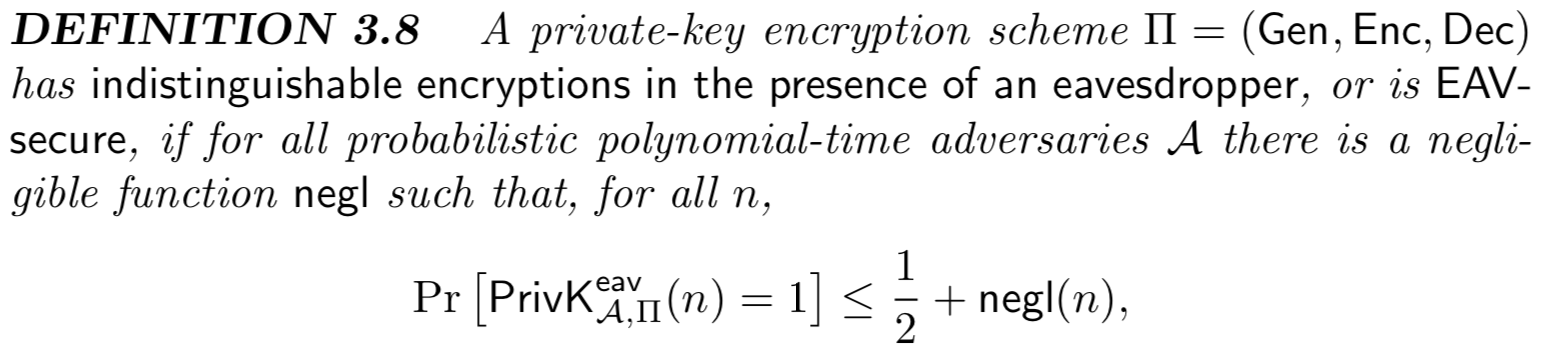 DEFINITION 3.8 A private-key encryption scheme Π = (Gen, Enc, Dec)
has indistinguishable encryptions in the presence of an eavesdropper, or is EAV-
secure, if for all probabilistic polynomial-time adversaries 𝒜 there is a negli-
gible function negl such that, for all n,
Pr [PrivK^{eav}_{𝒜,Π}(n) = 1] ≤ 1/2 + negl(n),